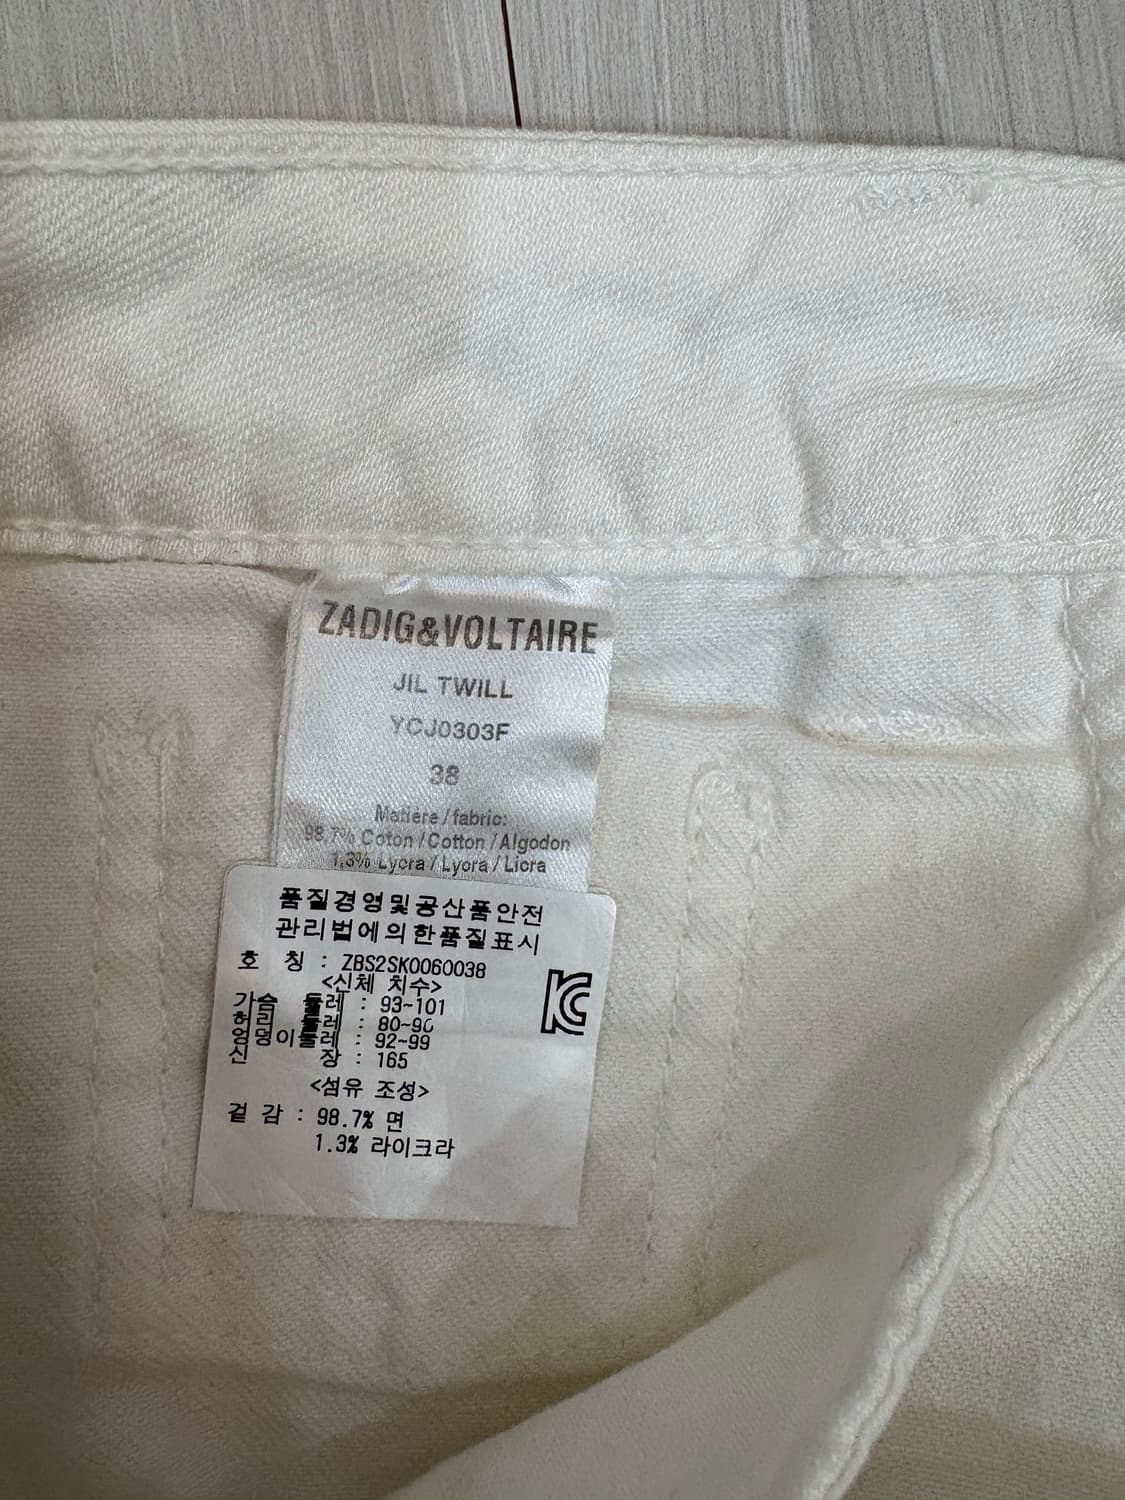 ZADIG&VOLTAIRE
JIL TWILL
YCJ0303F
38
Matière / fabric:
98.7% Coton / Cotton / Algodon
1,3% Lycra / Lycra / Licra
품질경영및공산품안전
관리법에의한품질표시
호 칭 : ZBS2SK0060038
<신체 치수>
가슴 둘레 : 93~101
허리 둘레 : 80~90
엉덩이둘레 : 92~99
신 장 : 165
<섬유 조성>
겉 감 : 98.7% 면
1.3% 라이크라